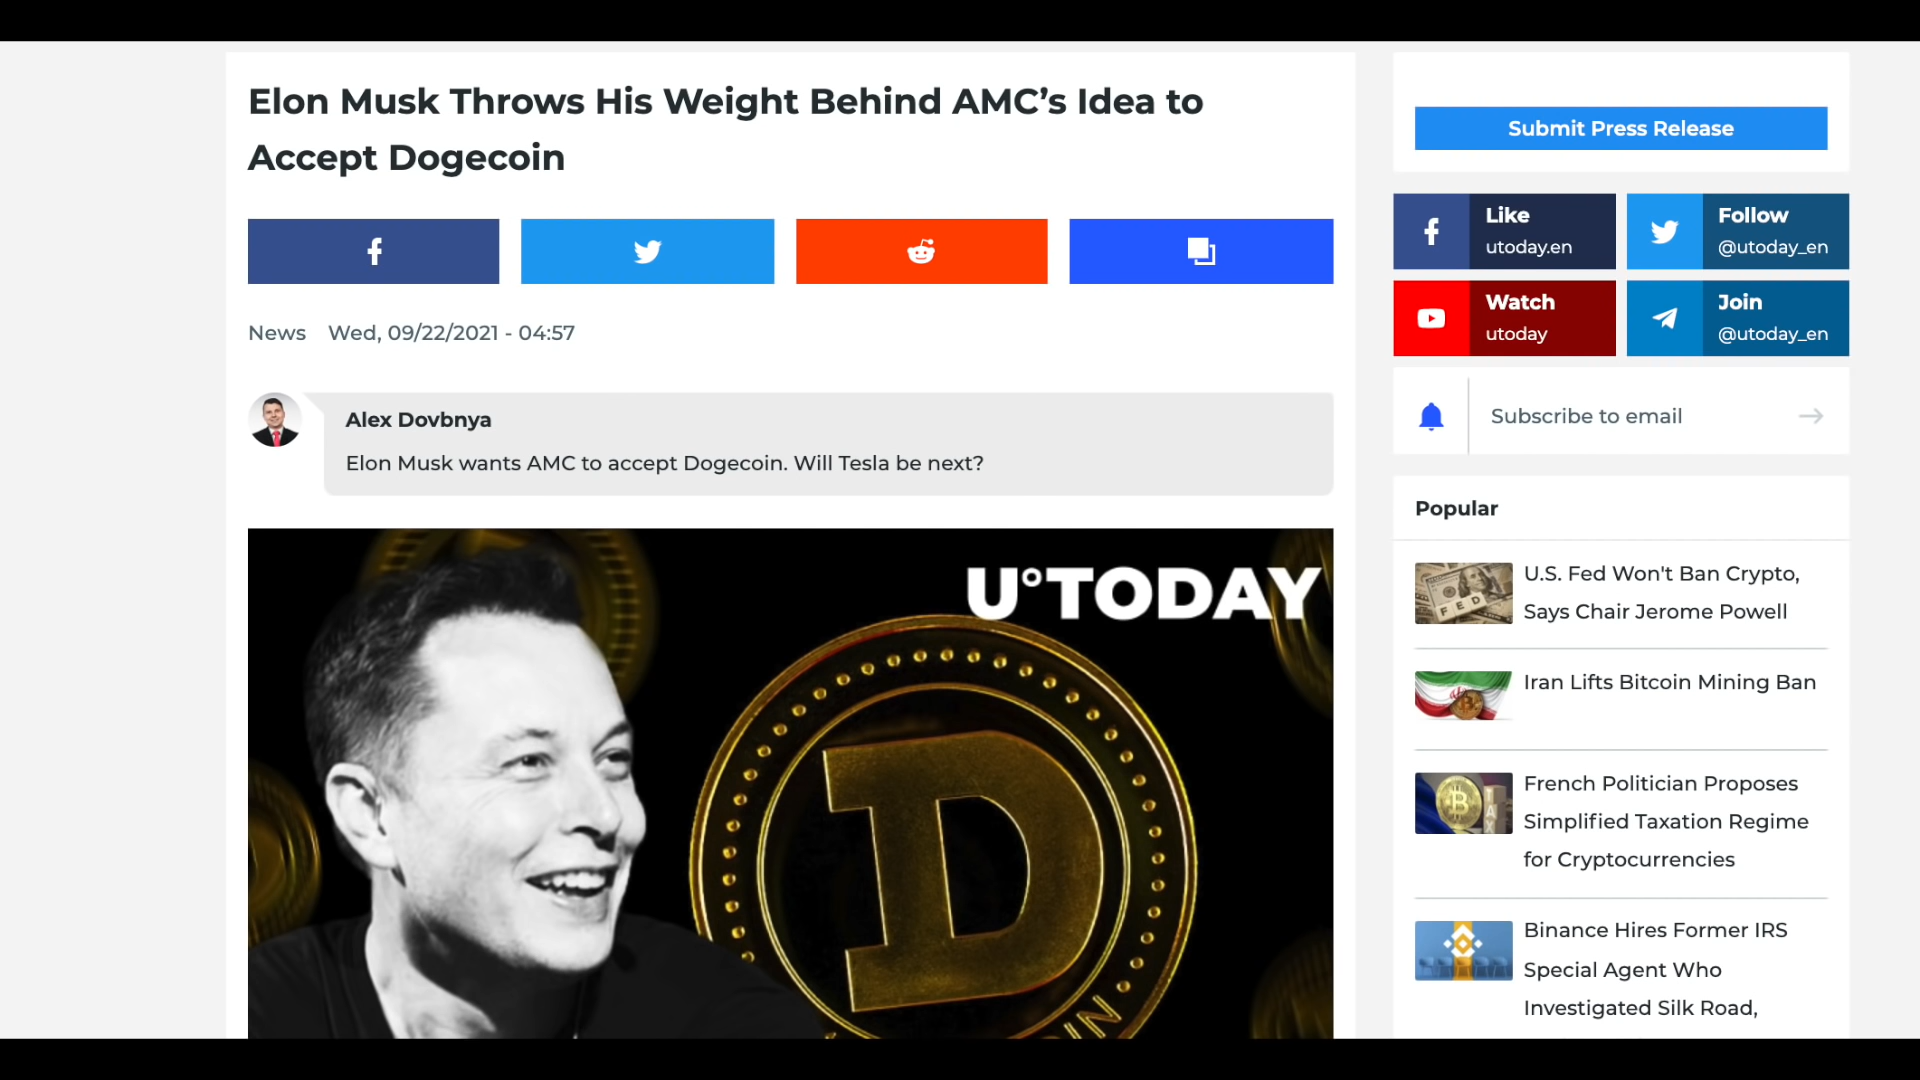 Elon Musk Throws His Weight Behind AMC’s Idea to
Accept Dogecoin
News Wed, 09/22/2021 - 04:57
Alex Dovbnya
Elon Musk wants AMC to accept Dogecoin. Will Tesla be next?
U°TODAY
D
Submit Press Release
Like
utoday.en
Follow
@utoday_en
Watch
utoday
Join
@utoday_en
Subscribe to email
Popular
FED
U.S. Fed Won't Ban Crypto,
Says Chair Jerome Powell
Iran Lifts Bitcoin Mining Ban
TAX
French Politician Proposes
Simplified Taxation Regime
for Cryptocurrencies
Binance Hires Former IRS
Special Agent Who
Investigated Silk Road,